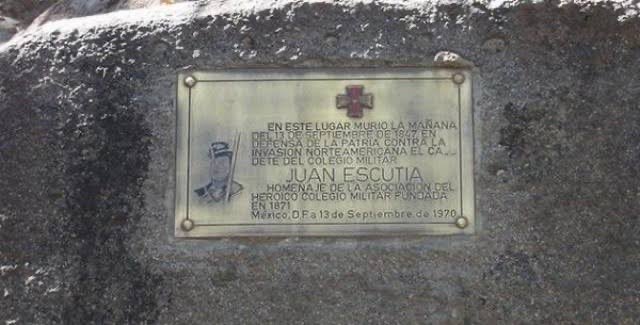 EN ESTE LUGAR MURIO LA MAÑANA
DEL 13 DE SEPTIEMBRE DE 1847 EN
DEFENSA DE LA PATRIA CONTRA LA
INVASION NORTEAMERICANA EL CA
DETE DEL COLEGIO MILITAR
JUAN ESCUTIA
HOMENAJE DE LA ASOCIACION DEL
HEROICO COLEGIO MILITAR FUNDADA
EN 1871
México, D.F. a 13 de Septiembre, de 1970